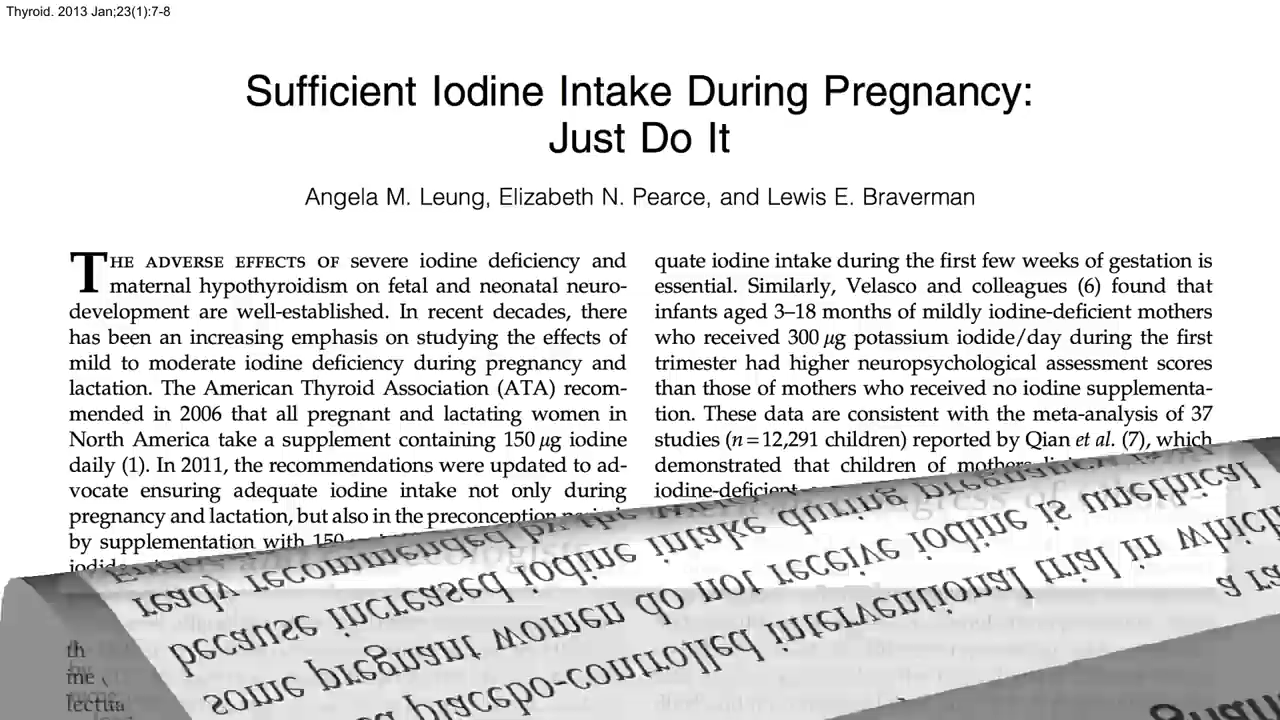 Thyroid. 2013 Jan;23(1):7-8
Sufficient Iodine Intake During Pregnancy:
Just Do It
Angela M. Leung, Elizabeth N. Pearce, and Lewis E. Braverman
The adverse effects of severe iodine deficiency and
maternal hypothyroidism on fetal and neonatal neuro-
development are well-established. In recent decades, there
has been an increasing emphasis on studying the effects of
mild to moderate iodine deficiency during pregnancy and
lactation. The American Thyroid Association (ATA) recom-
mended in 2006 that all pregnant and lactating women in
North America take a supplement containing 150 μg iodine
daily (1). In 2011, the recommendations were updated to ad-
vocate ensuring adequate iodine intake not only during
pregnancy and lactation, but also in the preconception
by supplementation with 150
quate iodine intake during the first few weeks of gestation is
essential. Similarly, Velasco and colleagues (6) found that
infants aged 3–18 months of mildly iodine-deficient mothers
who received 300 μg potassium iodide/day during the first
trimester had higher neuropsychological assessment scores
than those of mothers who received no iodine supplementa-
tion. These data are consistent with the meta-analysis of 37
studies (n = 12,291 children) reported by Qian et al. (7), which
demonstrated that children of mothers
iodine-deficient
a ra
placebo-controlled interventional trial in which
some pregnant women do not receive iodine is unethical
because increased iodine intake during pregnancy
ready recommended by the